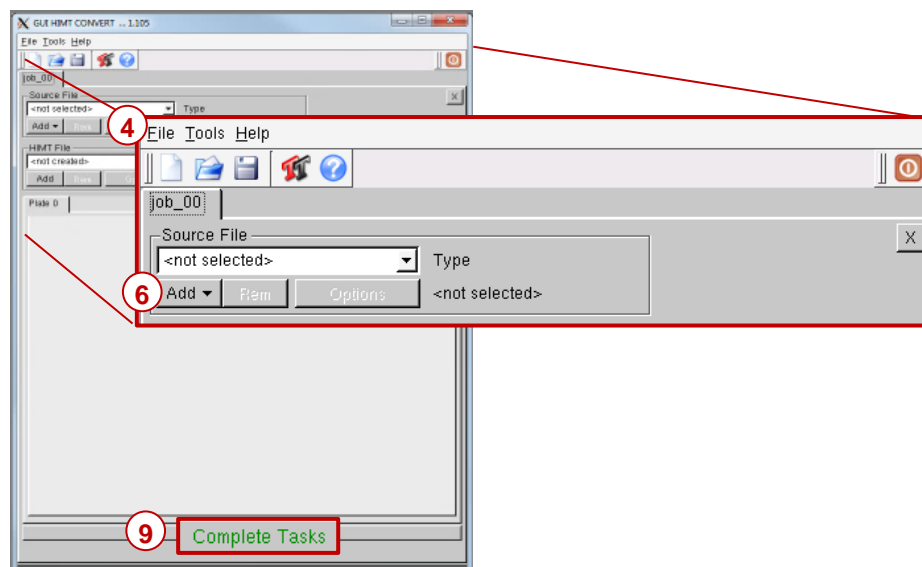 GUI HIMT CONVERT ... 1.105
File Tools Help
job_00
Source File
<not selected>
Type
Add
Rem
X
HIMT File
<not created>
Add
Rem
Plate 0
4
File Tools Help
job_00
Source File
<not selected>
Type
X
6
Add
Rem
Options
<not selected>
9
Complete Tasks